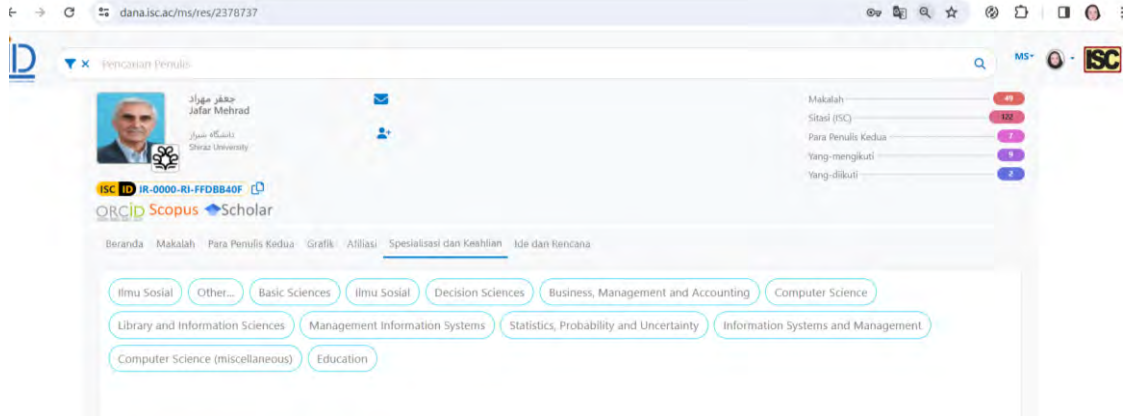 dana.isc.ac/ms/res/2378737
Pencarian Penulis
MS
ISC
جعفر مهراد
Jafar Mehrad
دانشگاه شیراز
Shiraz University
Makalah 49
Sitasi (ISC) 122
Para Penulis Kedua 7
Yang-mengikuti 9
Yang-diikuti 2
ISC ID IR-0000-RI-FFDBB40F
ORCID Scopus Scholar
Beranda Makalah Para Penulis Kedua Grafik Afiliasi Spesialisasi dan Keahlian Ide dan Rencana
Ilmu Sosial Other... Basic Sciences Ilmu Sosial Decision Sciences Business, Management and Accounting Computer Science
Library and Information Sciences Management Information Systems Statistics, Probability and Uncertainty Information Systems and Management
Computer Science (miscellaneous) Education